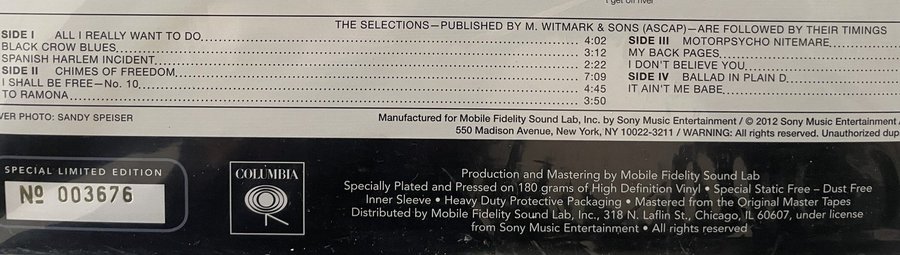 THE SELECTIONS—PUBLISHED BY M. WITMARK & SONS (ASCAP)—ARE FOLLOWED BY THEIR TIMINGS
SIDE I ALL I REALLY WANT TO DO 4:02
BLACK CROW BLUES 3:12
SPANISH HARLEM INCIDENT 2:22
SIDE II CHIMES OF FREEDOM 7:09
I SHALL BE FREE—No. 10 4:45
TO RAMONA 3:50
SIDE III MOTORPSYCHO NITEMARE
MY BACK PAGES
I DON'T BELIEVE YOU
SIDE IV BALLAD IN PLAIN D
IT AIN'T ME BABE
VER PHOTO: SANDY SPEISER
Manufactured for Mobile Fidelity Sound Lab, Inc. by Sony Music Entertainment / © 2012 Sony Music Entertainment /
550 Madison Avenue, New York, NY 10022-3211 / WARNING: All rights reserved. Unauthorized dup
SPECIAL LIMITED EDITION
Nº 003676
COLUMBIA
Production and Mastering by Mobile Fidelity Sound Lab
Specially Plated and Pressed on 180 grams of High Definition Vinyl • Special Static Free – Dust Free
Inner Sleeve • Heavy Duty Protective Packaging • Mastered from the Original Master Tapes
Distributed by Mobile Fidelity Sound Lab, Inc., 318 N. Laflin St., Chicago, IL 60607, under license
from Sony Music Entertainment • All rights reserved